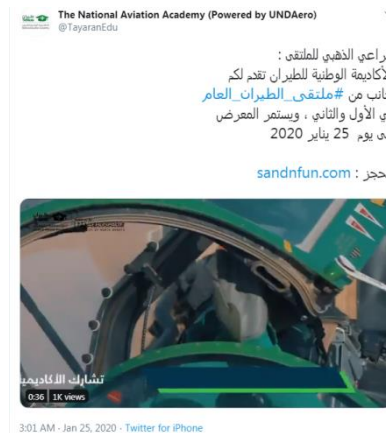 The National Aviation Academy (Powered by UNDAero)
@TayaranEdu
راعي الذهبي للملتقى :
لأكاديمة الوطنية للطيران تقدم لكم
انب من #ملتقى_الطيران_العام
ي الأول والثاني ، ويستمر المعرض
ى يوم 25 يناير 2020
حجز : sandnfun.com
تشارك الأكاديمي
0:36 1K views
3:01 AM · Jan 25, 2020 · Twitter for iPhone